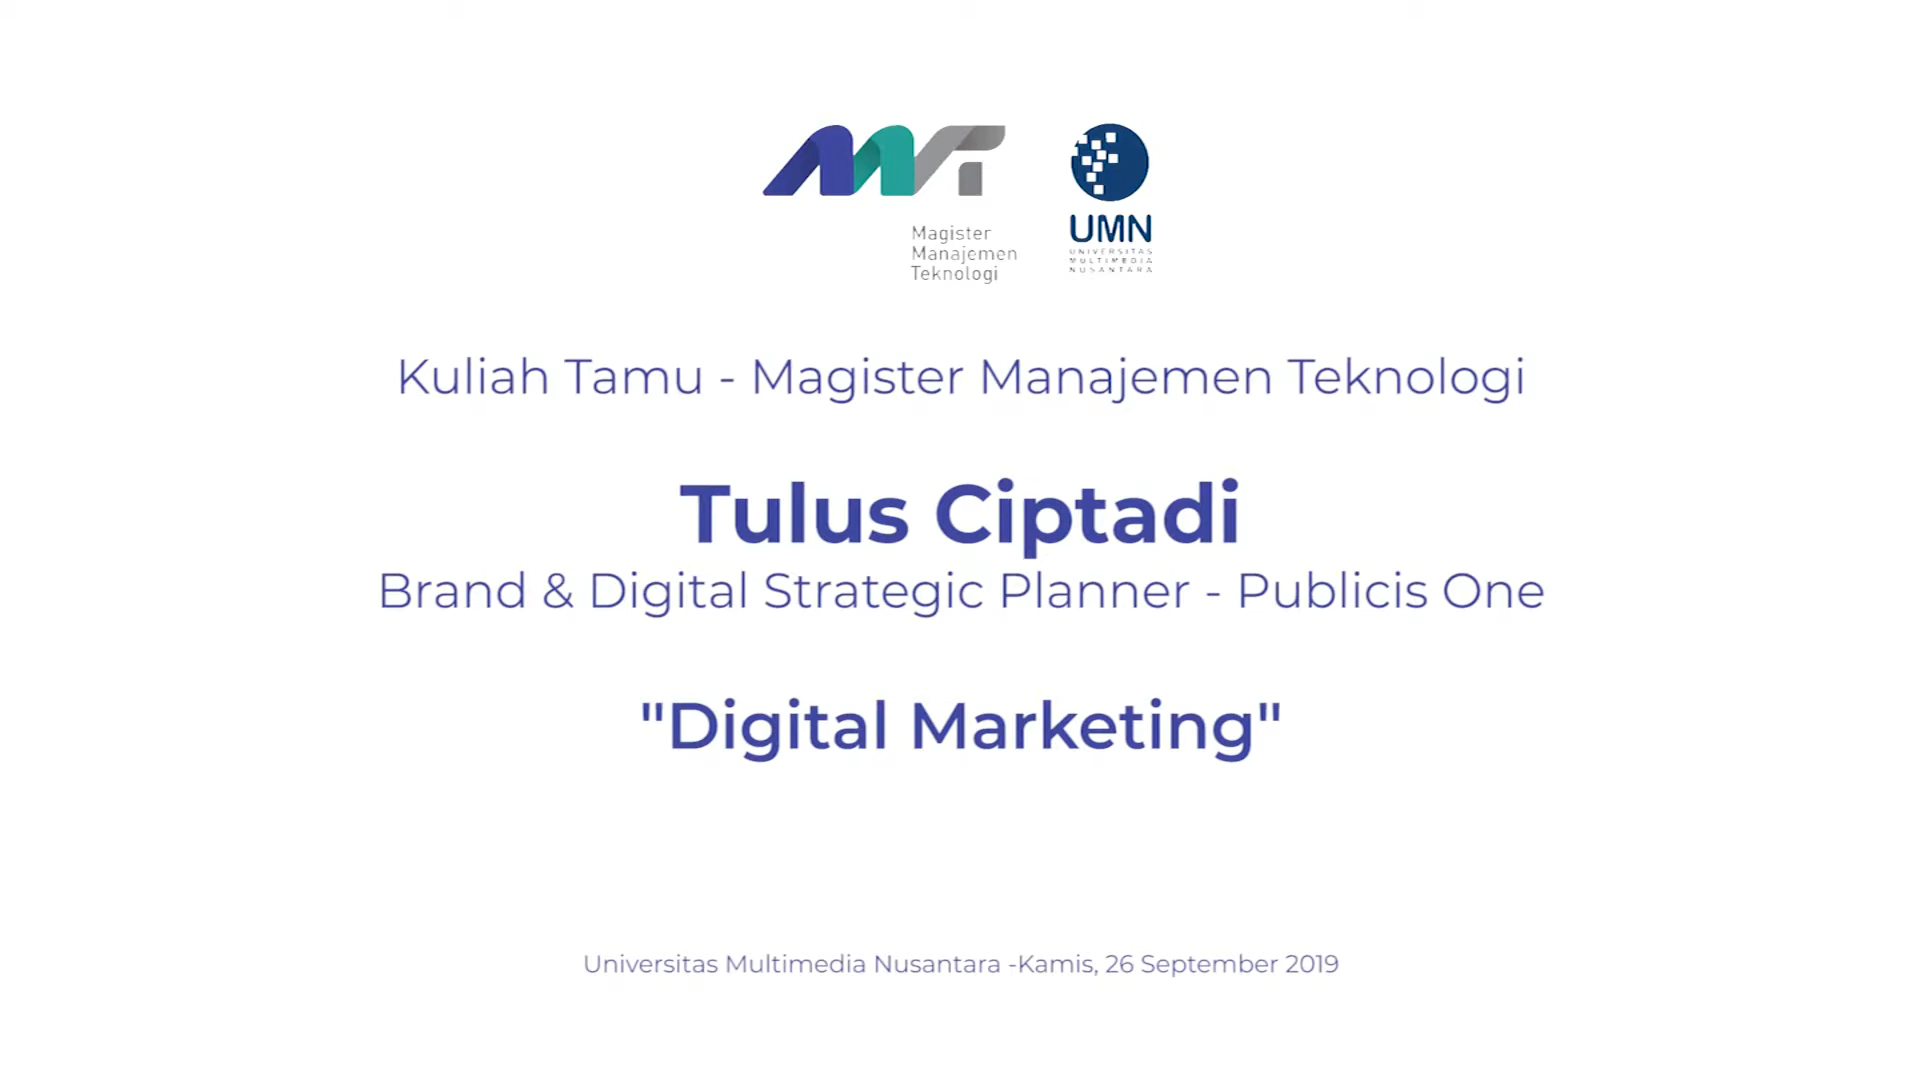 MMT
Magister
Manajemen
Teknologi
UMN
UNIVERSITAS
MULTIMEDIA
NUSANTARA
Kuliah Tamu - Magister Manajemen Teknologi
Tulus Ciptadi
Brand & Digital Strategic Planner - Publicis One
"Digital Marketing"
Universitas Multimedia Nusantara -Kamis, 26 September 2019